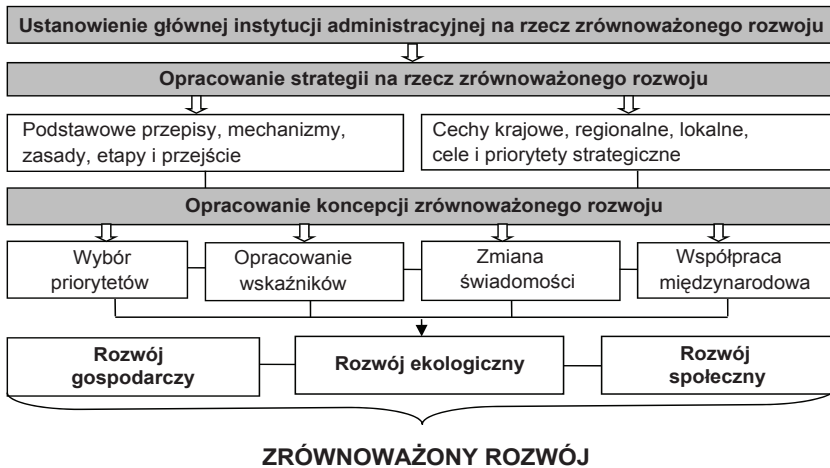 Ustanowienie głównej instytucji administracyjnej na rzecz zrównoważonego rozwoju
Opracowanie strategii na rzecz zrównoważonego rozwoju
Podstawowe przepisy, mechanizmy,
zasady, etapy i przejście
Cechy krajowe, regionalne, lokalne,
cele i priorytety strategiczne
Opracowanie koncepcji zrównoważonego rozwoju
Wybór
priorytetów
Opracowanie
wskaźników
Zmiana
świadomości
Współpraca
międzynarodowa
Rozwój
gospodarczy
Rozwój ekologiczny
Rozwój
społeczny
ZRÓWNOWAŻONY ROZWÓJ